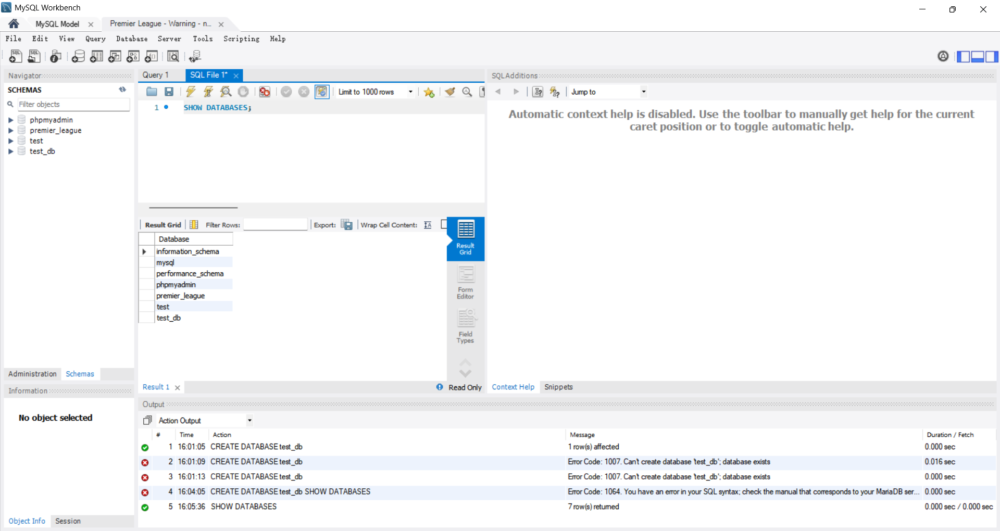 MySQL Workbench
MySQL Model
Premier League - Warning - n...
File Edit View Query Database Server Tools Scripting Help
Navigator
SCHEMAS
Filter objects
phpmyadmin
premier_league
test
test_db
Administration Schemas
Information
No object selected
Object Info Session
Query 1 SQL File 1*
Limit to 1000 rows
1 SHOW DATABASES;
Result Grid Filter Rows: Export: Wrap Cell Content:
Database
information_schema
mysql
performance_schema
phpmyadmin
premier_league
test
test_db
Result
Grid
Form
Editor
Field
Types
Result 1 Read Only
SQLAdditions
Jump to
Automatic context help is disabled. Use the toolbar to manually get help for the current
caret position or to toggle automatic help.
Context Help Snippets
Output
Action Output
# Time Action Message Duration / Fetch
1 16:01:05 CREATE DATABASE test_db 1 row(s) affected 0.000 sec
2 16:01:09 CREATE DATABASE test_db Error Code: 1007. Can't create database 'test_db'; database exists 0.016 sec
3 16:01:13 CREATE DATABASE test_db Error Code: 1007. Can't create database 'test_db'; database exists 0.000 sec
4 16:04:05 CREATE DATABASE test_db SHOW DATABASES Error Code: 1064. You have an error in your SQL syntax; check the manual that corresponds to your MariaDB ser... 0.000 sec
5 16:05:36 SHOW DATABASES 7 row(s) returned 0.000 sec / 0.000 sec